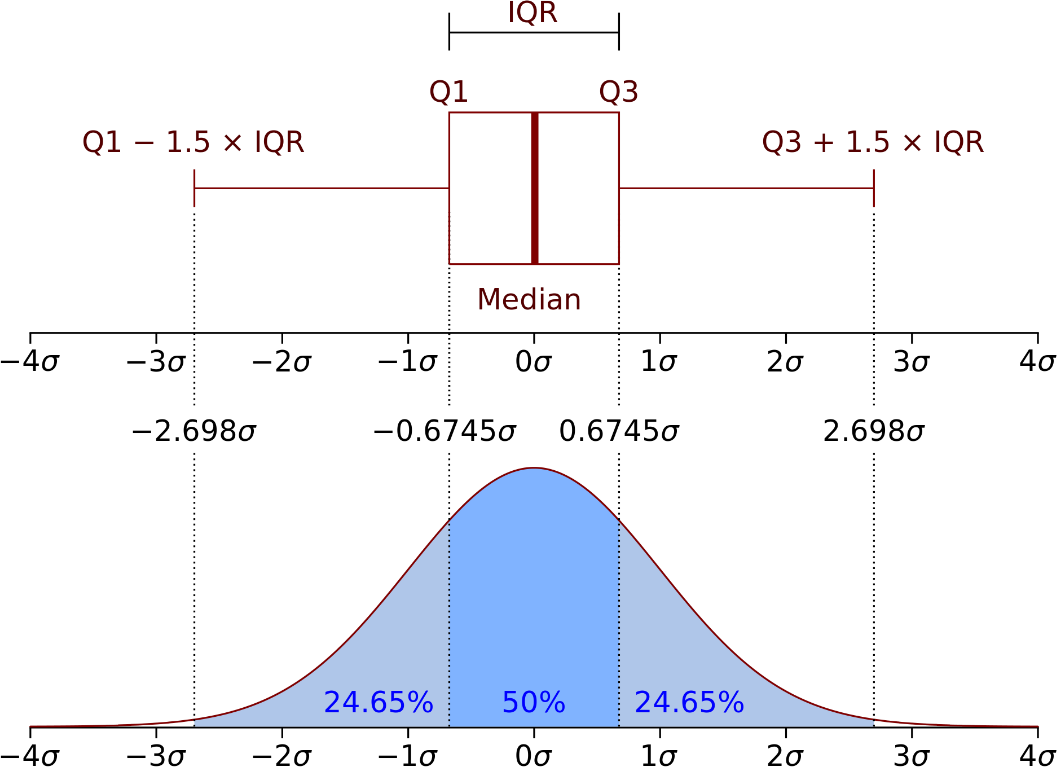 IQR
Q1 Q3
Q1 − 1.5 × IQR Q3 + 1.5 × IQR
Median
−4σ −3σ −2σ −1σ 0σ 1σ 2σ 3σ 4σ
−2.698σ −0.6745σ 0.6745σ 2.698σ
24.65% 50% 24.65%
−4σ −3σ −2σ −1σ 0σ 1σ 2σ 3σ 4σ